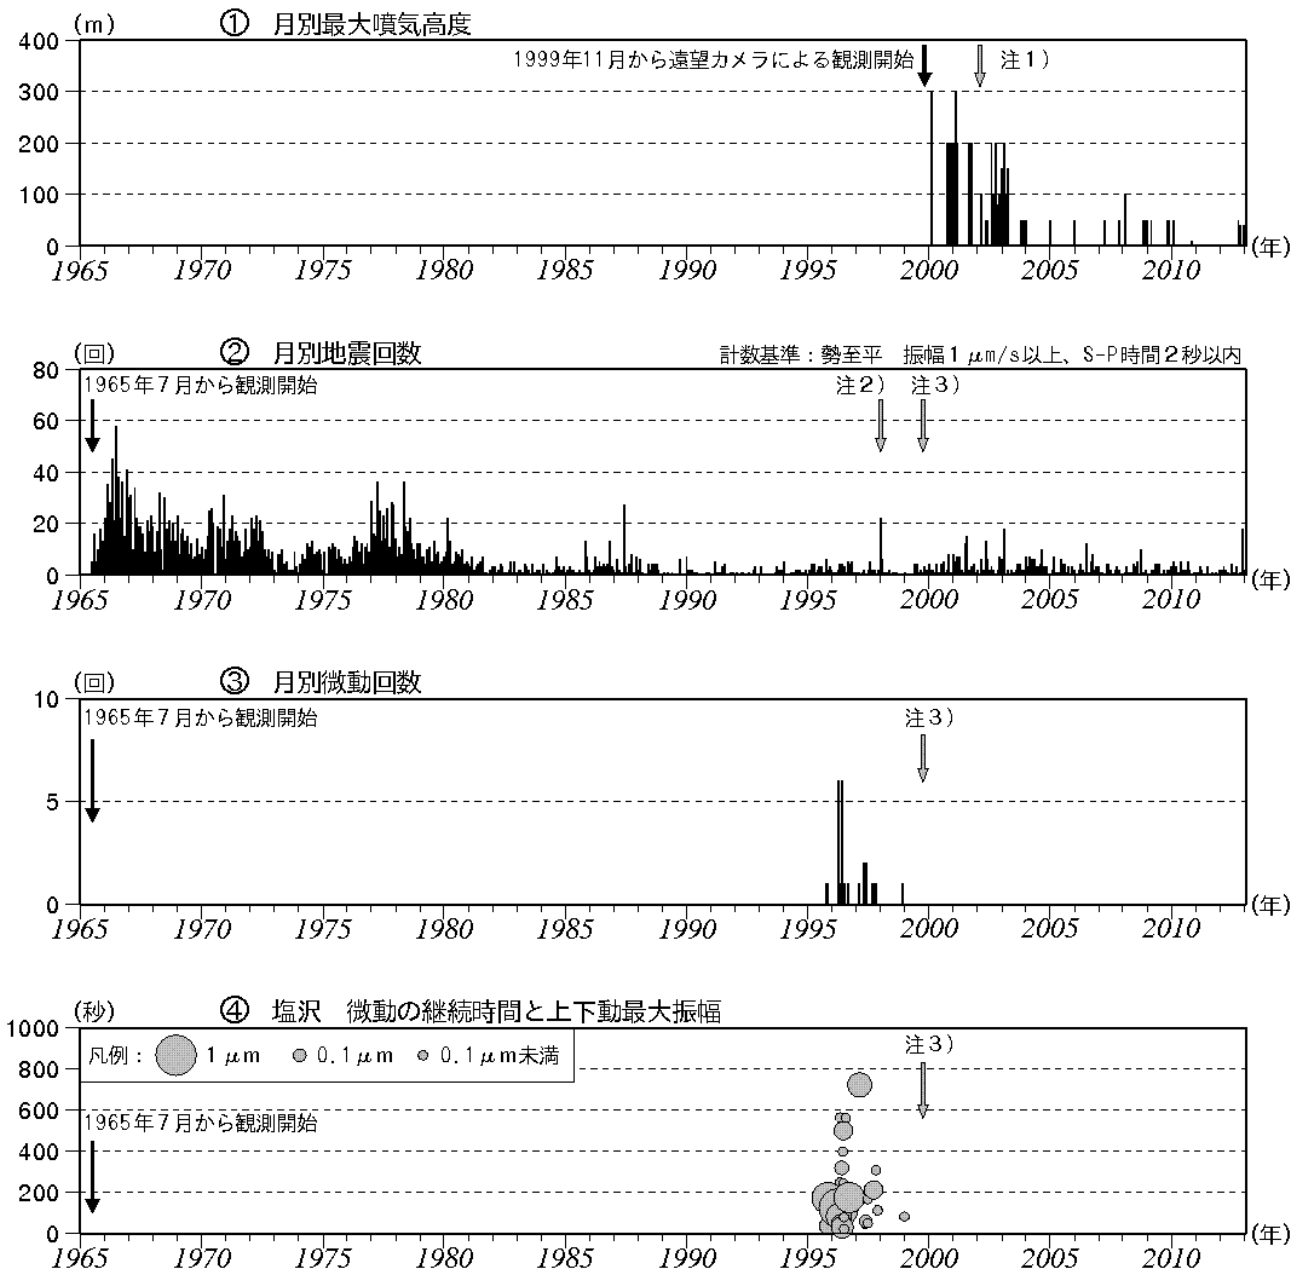 (m) ① 月別最大噴気高度
400
1999年11月から遠望カメラによる観測開始 注１)
300
200
100
0
1965 1970 1975 1980 1985 1990 1995 2000 2005 2010 (年)
(回) ② 月別地震回数 計数基準：勢至平 振幅１μm/s以上、S-P時間２秒以内
80
1965年７月から観測開始 注２) 注３)
60
40
20
0
1965 1970 1975 1980 1985 1990 1995 2000 2005 2010 (年)
(回) ③ 月別微動回数
10
1965年７月から観測開始 注３)
5
0
1965 1970 1975 1980 1985 1990 1995 2000 2005 2010 (年)
(秒) ④ 塩沢 微動の継続時間と上下動最大振幅
1000
凡例： 1μm 0.1μm 0.1μm未満 注３)
800
600
1965年７月から観測開始
400
200
0
1965 1970 1975 1980 1985 1990 1995 2000 2005 2010 (年)